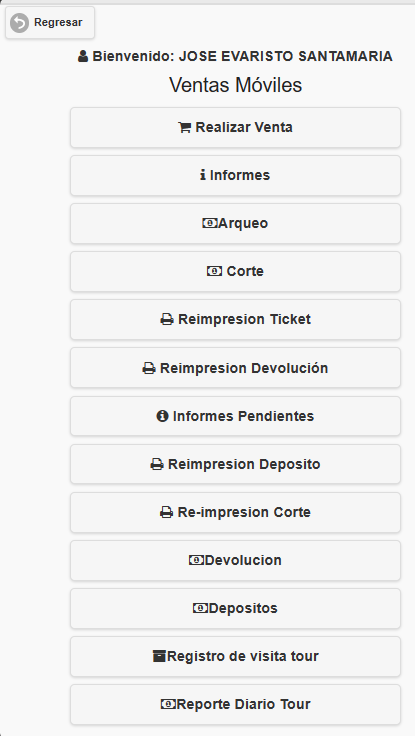 Regresar
Bienvenido: JOSE EVARISTO SANTAMARIA
Ventas Móviles
Realizar Venta
Informes
Arqueo
Corte
Reimpresion Ticket
Reimpresion Devolución
Informes Pendientes
Reimpresion Deposito
Re-impresion Corte
Devolucion
Depositos
Registro de visita tour
Reporte Diario Tour